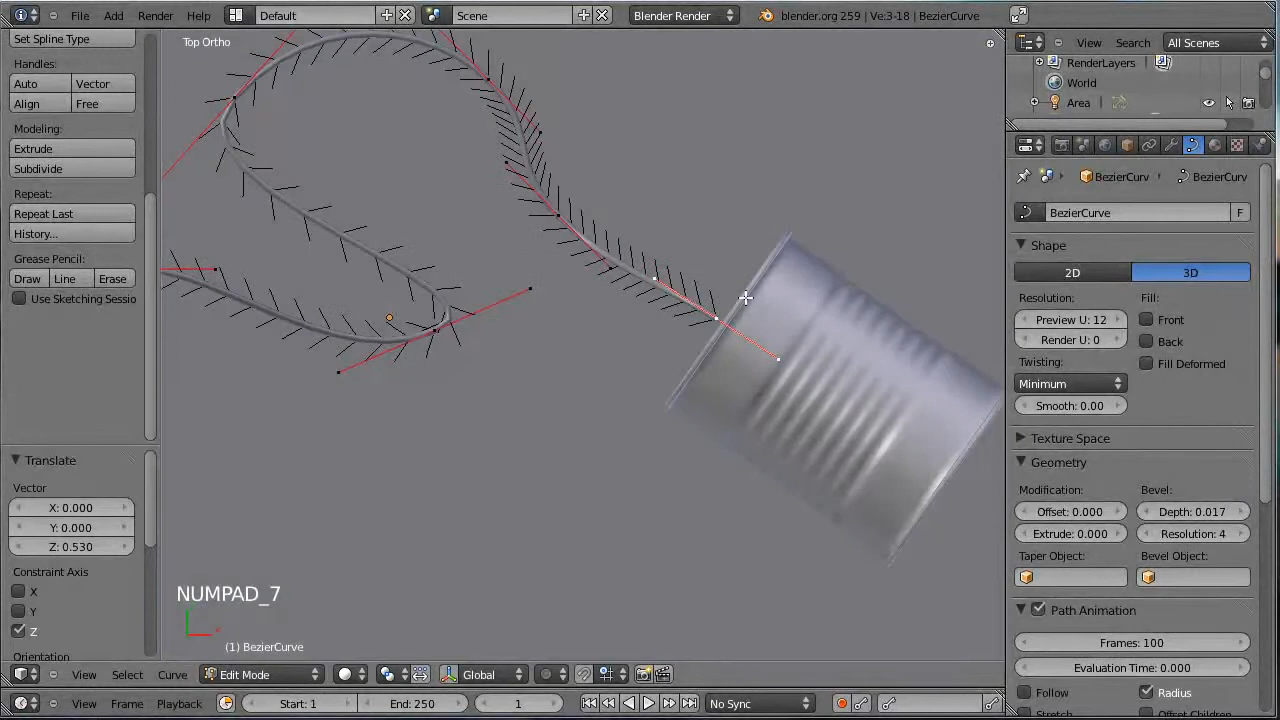 File Add Render Help Default Scene Blender Render blender.org 259 | Ve:3-18 | BezierCurve
Top Ortho
View Search All Scenes
RenderLayers
World
Area
Set Spline Type
Handles:
Auto Vector
Align Free
Modeling:
Extrude
Subdivide
Repeat:
Repeat Last
History...
Grease Pencil:
Draw Line Erase
Use Sketching Sessio
Translate
Vector
X: 0.000
Y: 0.000
Z: 0.530
Constraint Axis
X
Y
Z
Orientation
NUMPAD_7
(1) BezierCurve
BezierCurv BezierCurv
BezierCurve F
Shape
2D 3D
Resolution: Fill:
Preview U: 12 Front
Render U: 0 Back
Twisting: Fill Deformed
Minimum
Smooth: 0.00
Texture Space
Geometry
Modification: Bevel:
Offset: 0.000 Depth: 0.017
Extrude: 0.000 Resolution: 4
Taper Object: Bevel Object:
Path Animation
Frames: 100
Evaluation Time: 0.000
Follow Radius
Stretch Offset Children
View Select Curve Edit Mode Global
View Frame Playback Start: 1 End: 250 1 No Sync